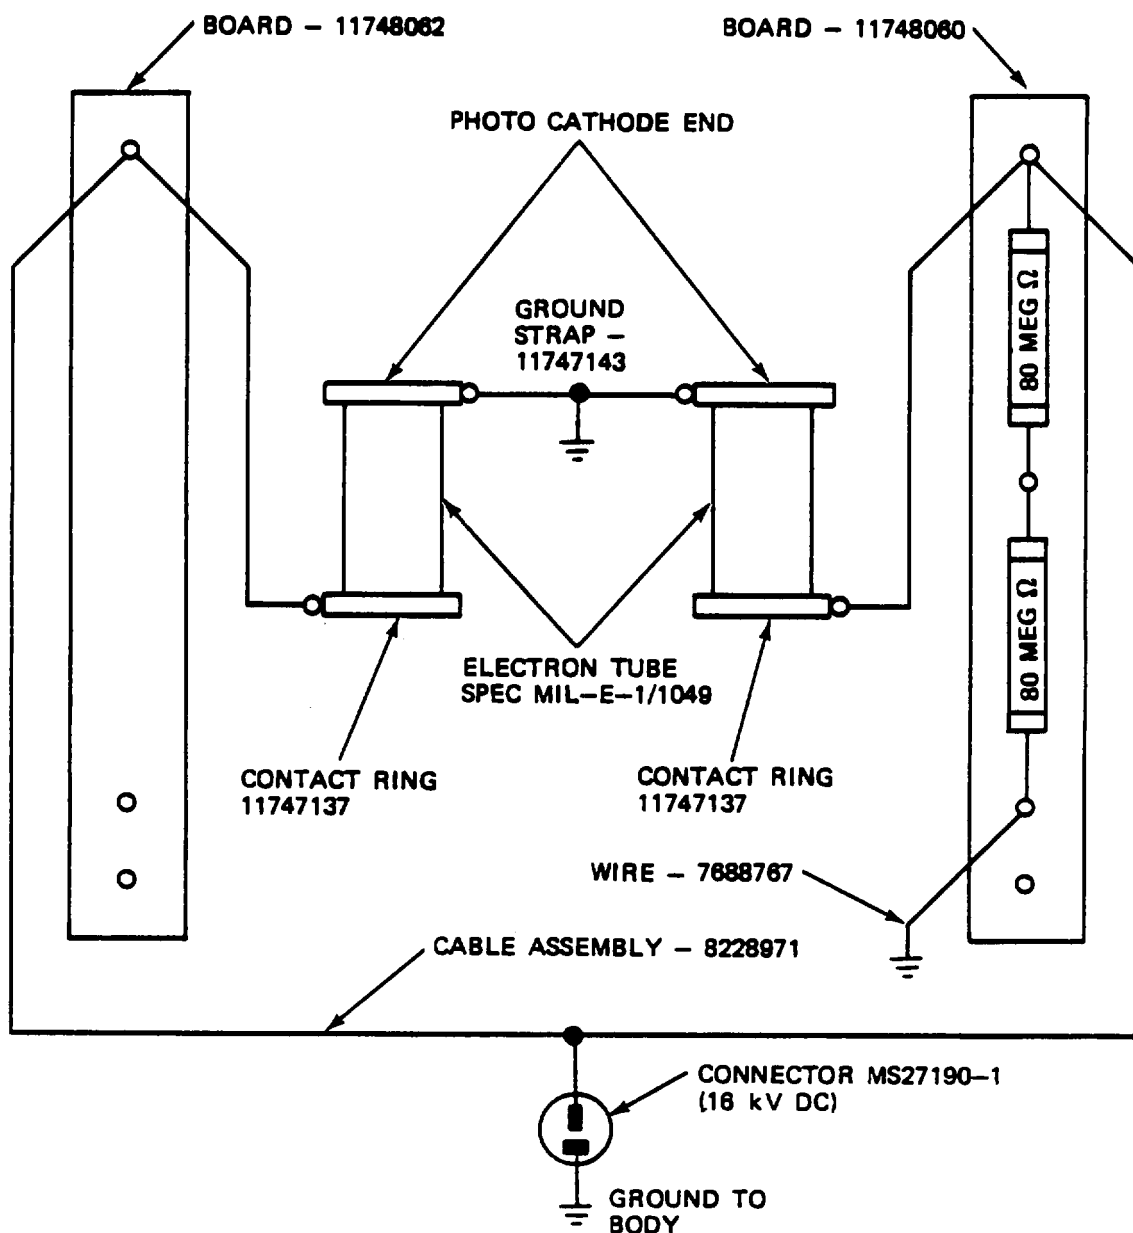 BOARD – 11748062
BOARD – 11748060
PHOTO CATHODE END
GROUND
STRAP –
11747143
80 MEG Ω
80 MEG Ω
ELECTRON TUBE
SPEC MIL–E–1/1049
CONTACT RING
11747137
CONTACT RING
11747137
WIRE – 7688767
CABLE ASSEMBLY – 8228971
CONNECTOR MS27190–1
(16 kV DC)
GROUND TO
BODY